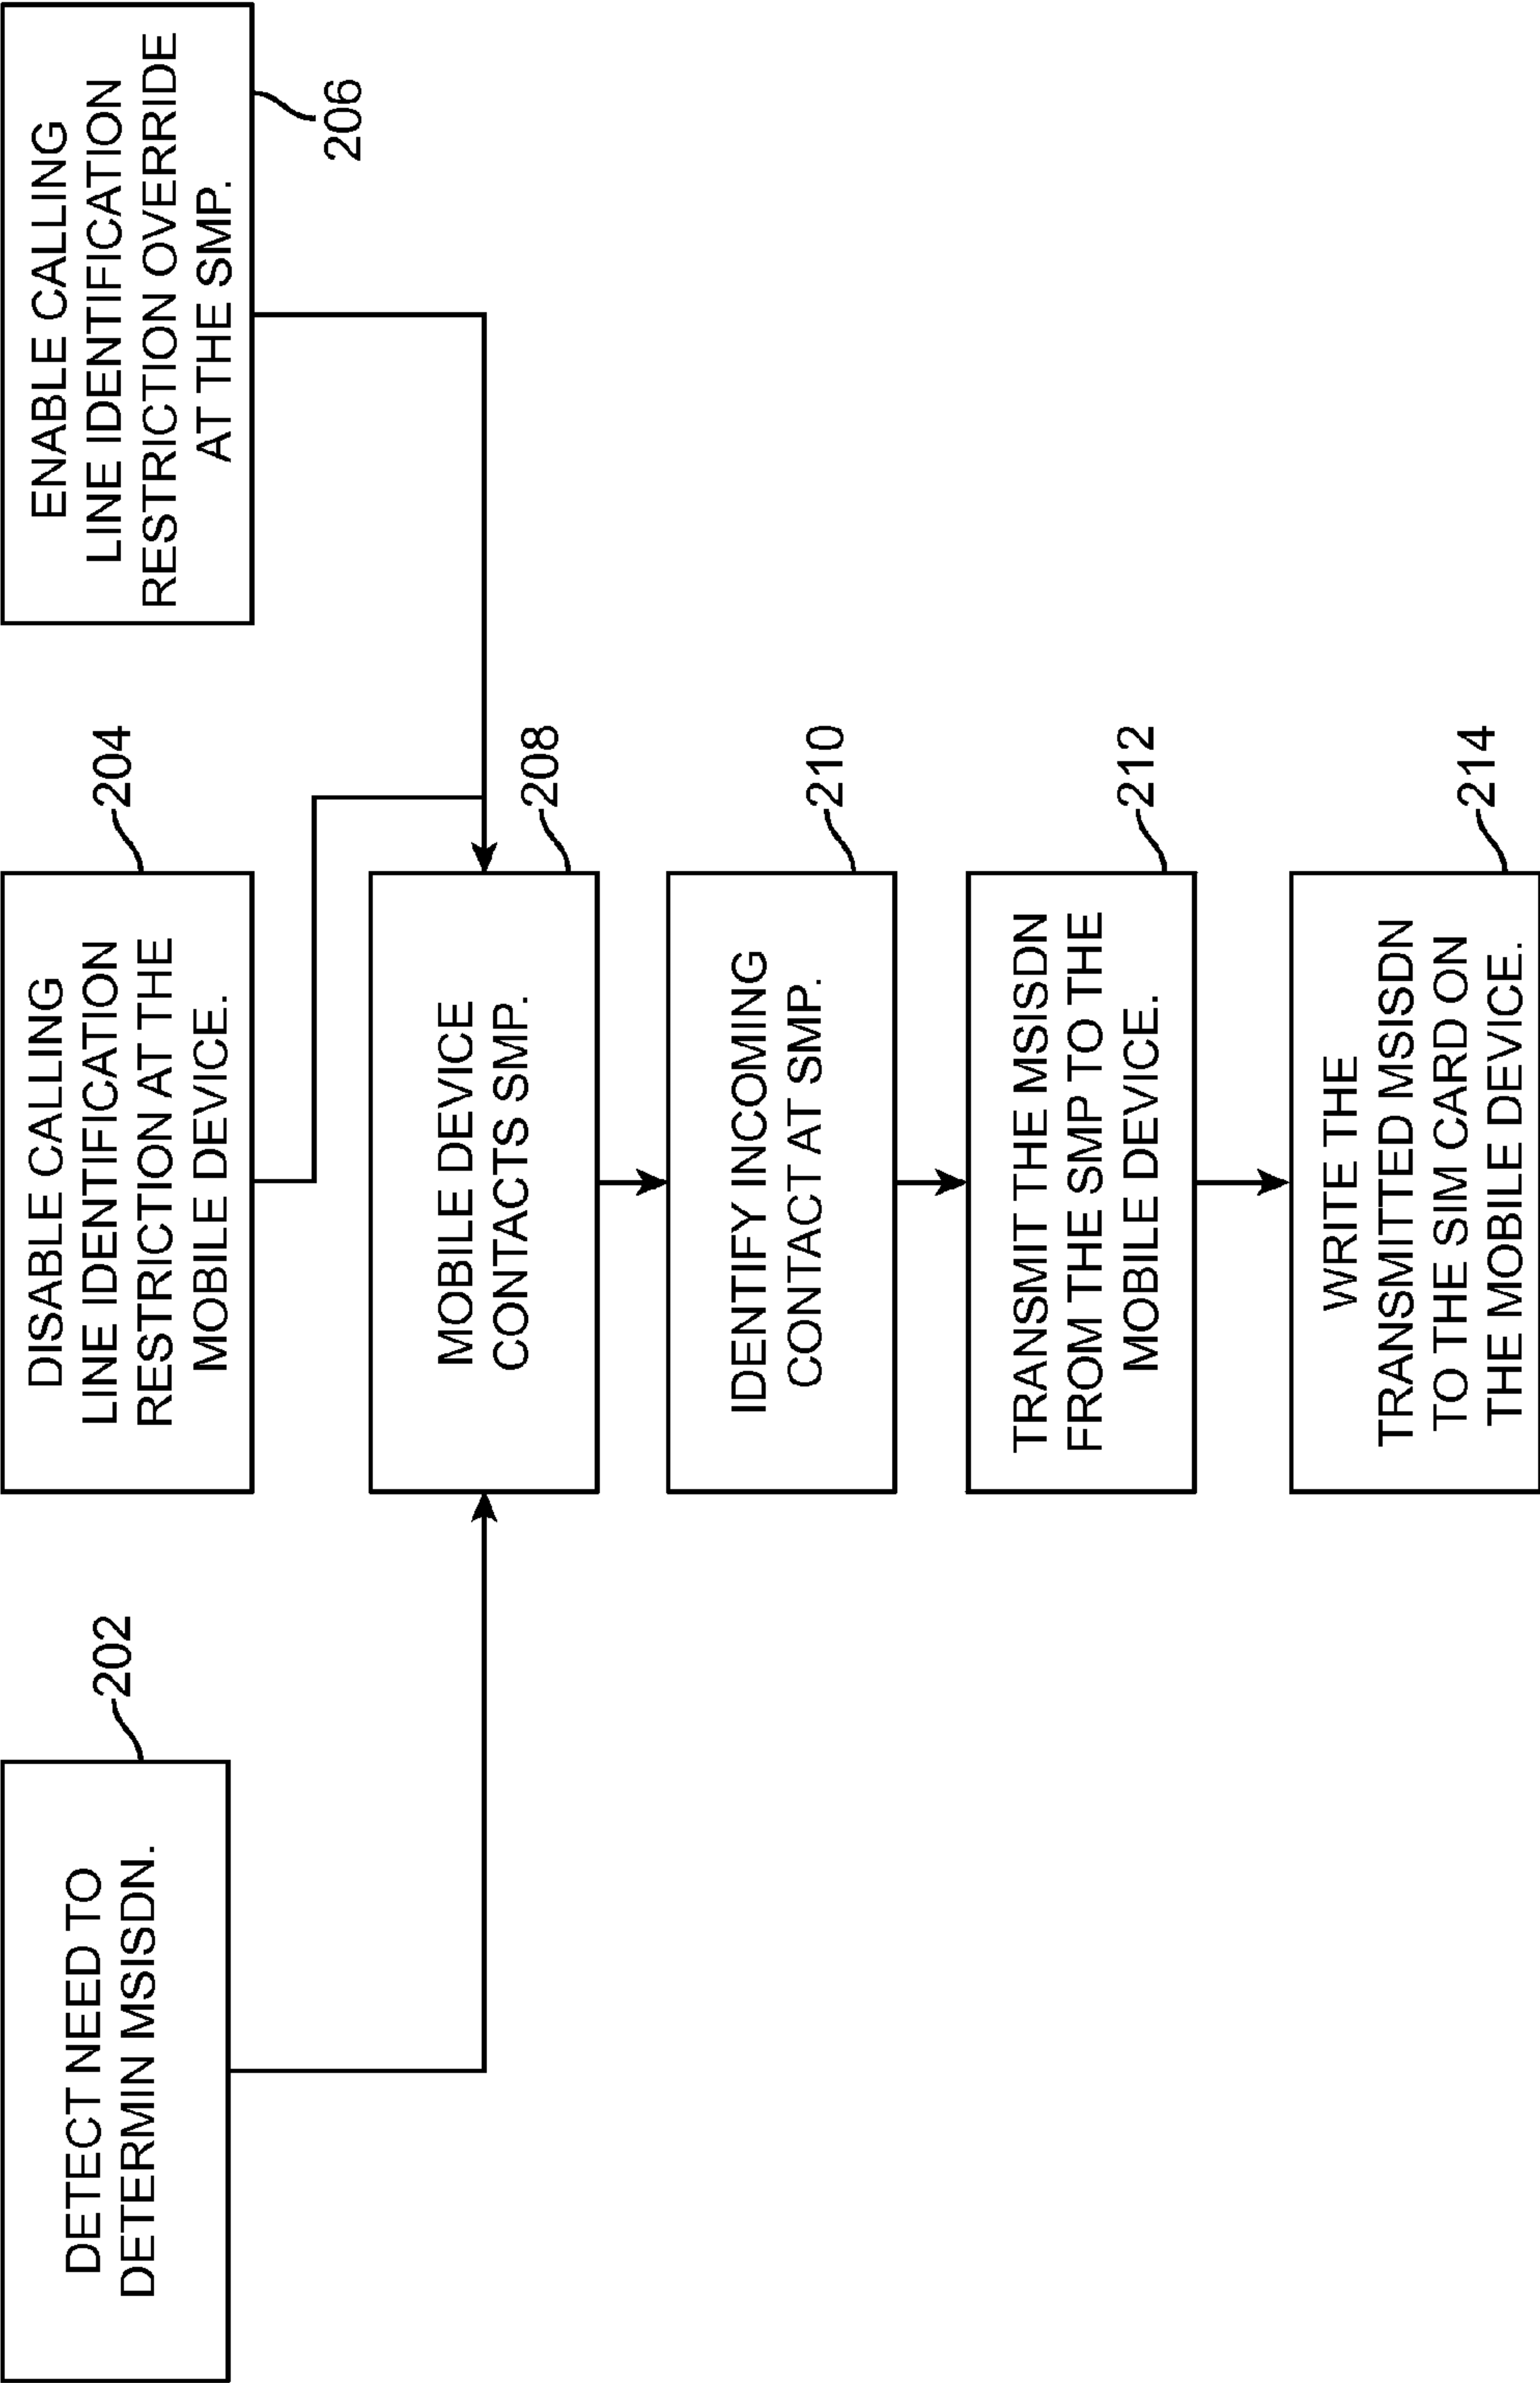 DETECT NEED TO
DETERMIN MSISDN.
202
DISABLE CALLING
LINE IDENTIFICATION
RESTRICTION AT THE
MOBILE DEVICE.
204
ENABLE CALLING
LINE IDENTIFICATION
RESTRICTION OVERRIDE
AT THE SMP.
206
MOBILE DEVICE
CONTACTS SMP.
208
IDENTIFY INCOMING
CONTACT AT SMP.
210
TRANSMIT THE MSISDN
FROM THE SMP TO THE
MOBILE DEVICE.
212
WRITE THE
TRANSMITTED MSISDN
TO THE SIM CARD ON
THE MOBILE DEVICE.
214